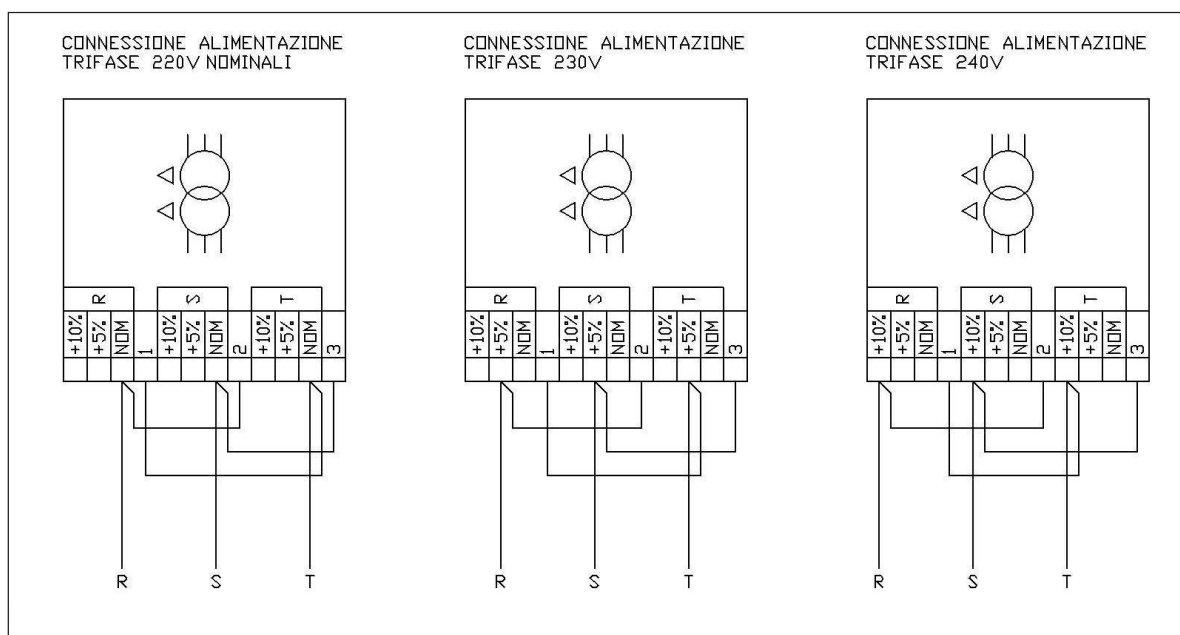 CONNESSIONE ALIMENTAZIONE
TRIFASE 220V NOMINALI
R S T
+10% +5% NOM 1 +10% +5% NOM 2 +10% +5% NOM 3
R S T
CONNESSIONE ALIMENTAZIONE
TRIFASE 230V
R S T
+10% +5% NOM 1 +10% +5% NOM 2 +10% +5% NOM 3
R S T
CONNESSIONE ALIMENTAZIONE
TRIFASE 240V
R S T
+10% +5% NOM 1 +10% +5% NOM 2 +10% +5% NOM 3
R S T